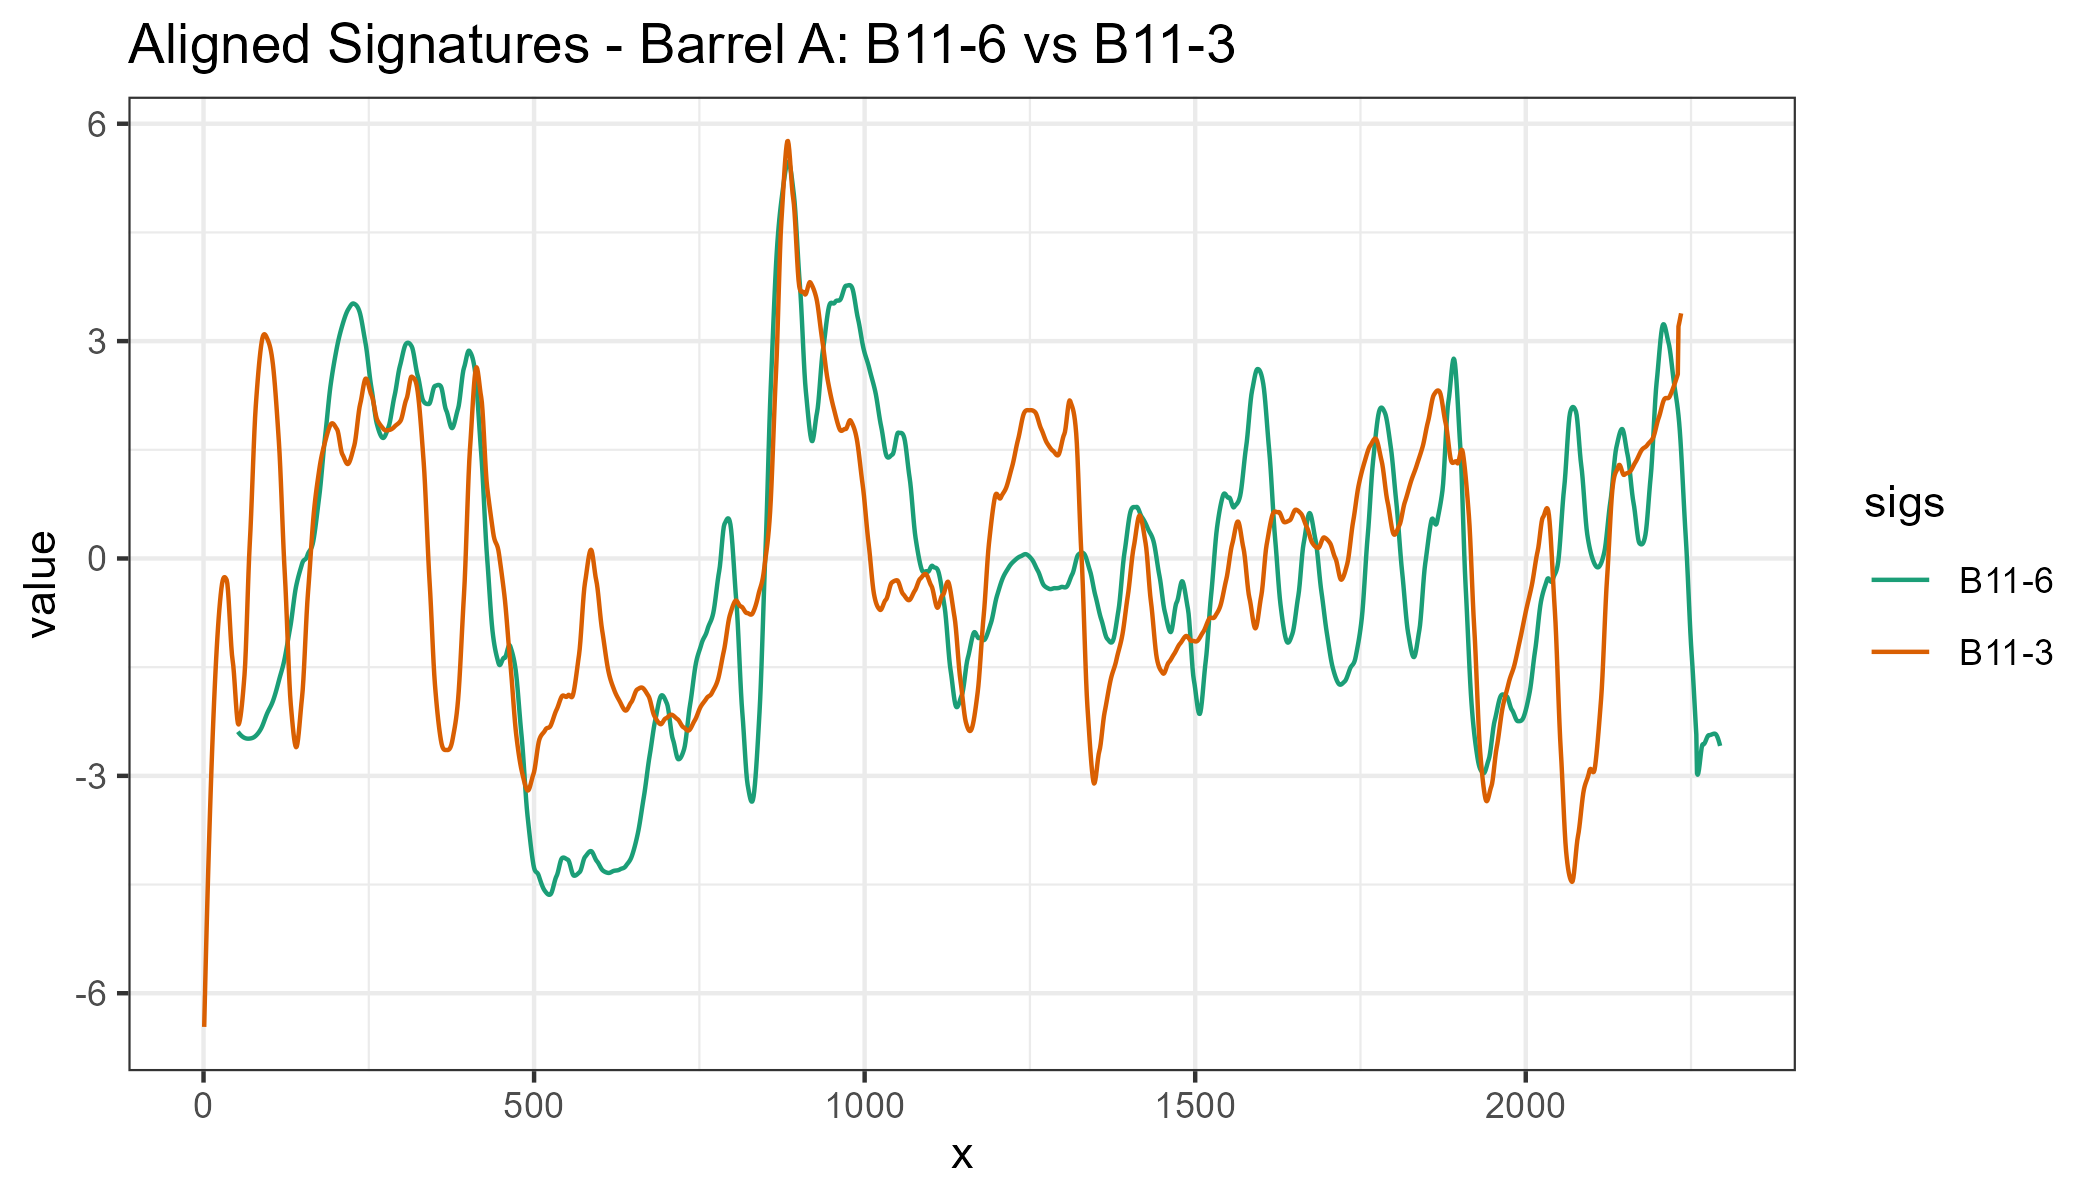 Aligned Signatures - Barrel A: B11-6 vs B11-3
6
3
0
-3
-6
value
0 500 1000 1500 2000
x
sigs
B11-6
B11-3